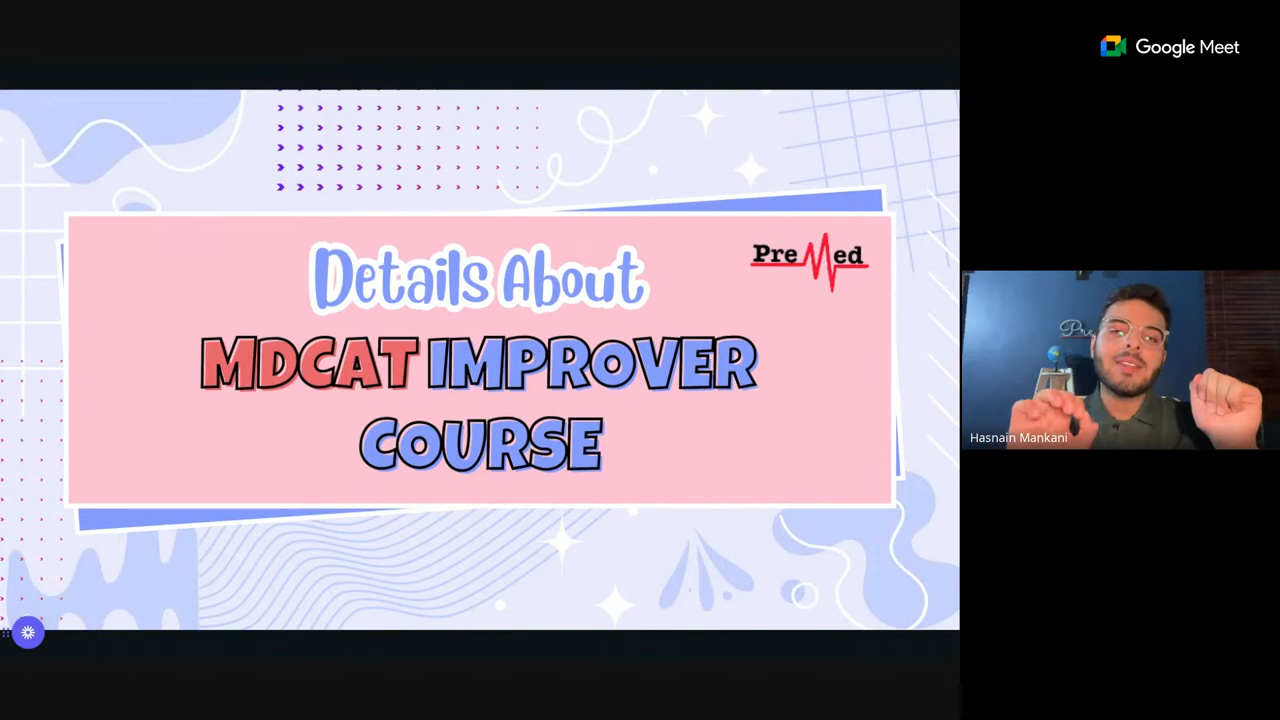 Google Meet
Details About
PreMed
MDCAT IMPROVER
COURSE
Hasnain Mankani